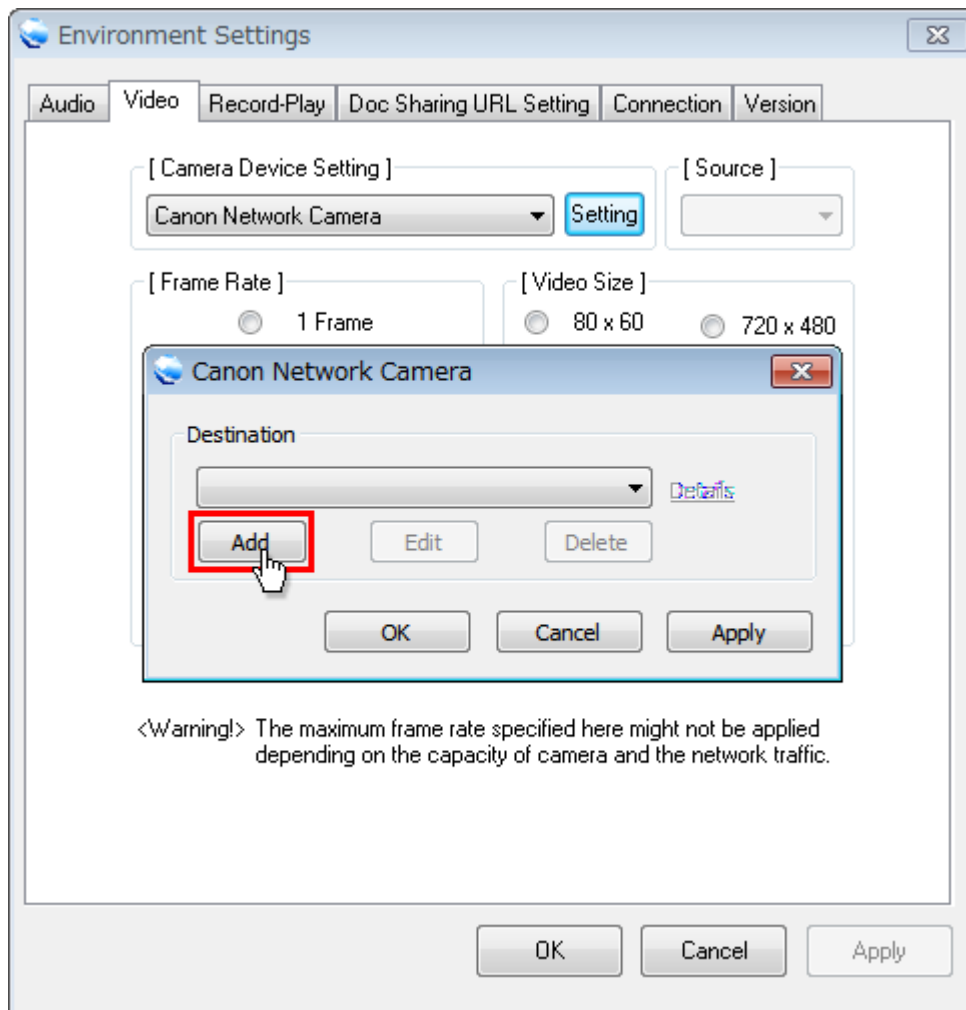 Environment Settings
Audio Video Record-Play Doc Sharing URL Setting Connection Version
[ Camera Device Setting ] [ Source ]
Canon Network Camera Setting
[ Frame Rate ] [ Video Size ]
1 Frame 80 x 60 720 x 480
Canon Network Camera
Destination
Details
Add Edit Delete
OK Cancel Apply
<Warning!> The maximum frame rate specified here might not be applied
depending on the capacity of camera and the network traffic.
OK Cancel Apply